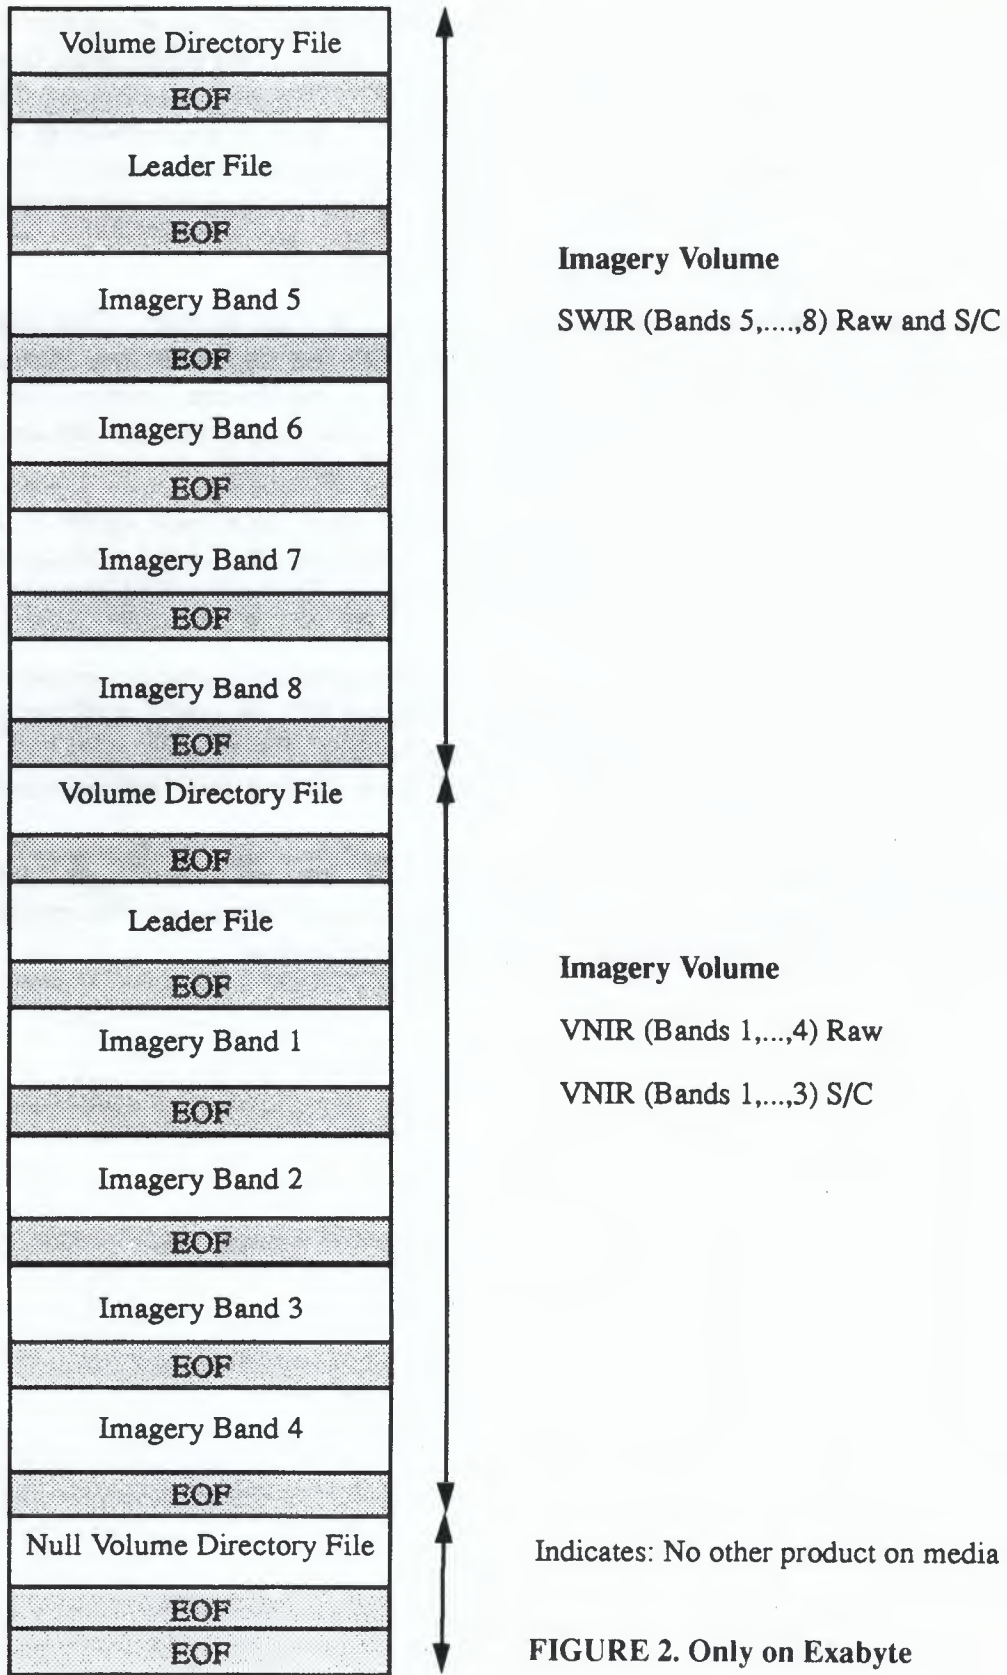 Volume Directory File
EOF
Leader File
EOF
Imagery Band 5
EOF
Imagery Band 6
EOF
Imagery Band 7
EOF
Imagery Band 8
EOF
Imagery Volume
SWIR (Bands 5,....,8) Raw and S/C
Volume Directory File
EOF
Leader File
EOF
Imagery Band 1
EOF
Imagery Band 2
EOF
Imagery Band 3
EOF
Imagery Band 4
EOF
Imagery Volume
VNIR (Bands 1,...,4) Raw
VNIR (Bands 1,...,3) S/C
Null Volume Directory File
EOF
EOF
Indicates: No other product on media
FIGURE 2. Only on Exabyte